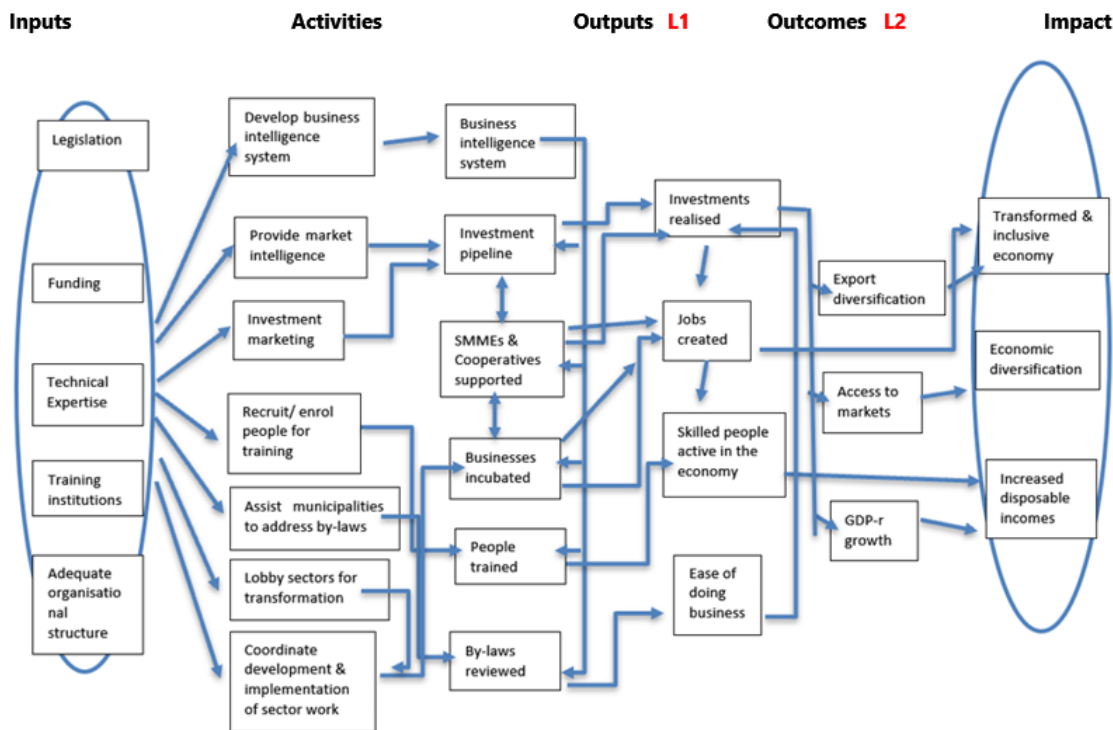 Inputs
Activities
Outputs L1
Outcomes L2
Impact
Legislation
Funding
Technical
Expertise
Training
institutions
Adequate
organisatio
nal
structure
Develop business
intelligence
system
Provide market
intelligence
Investment
marketing
Recruit/ enrol
people for
training
Assist municipalities
to address by-laws
Lobby sectors for
transformation
Coordinate
development &
implementation
of sector work
Business
intelligence
system
Investment
pipeline
SMMEs &
Cooperatives
supported
Businesses
incubated
People
trained
By-laws
reviewed
Investments
realised
Jobs
created
Skilled people
active in the
economy
Ease of
doing
business
Export
diversification
Access to
markets
GDP-r
growth
Transformed &
inclusive
economy
Economic
diversification
Increased
disposable
incomes